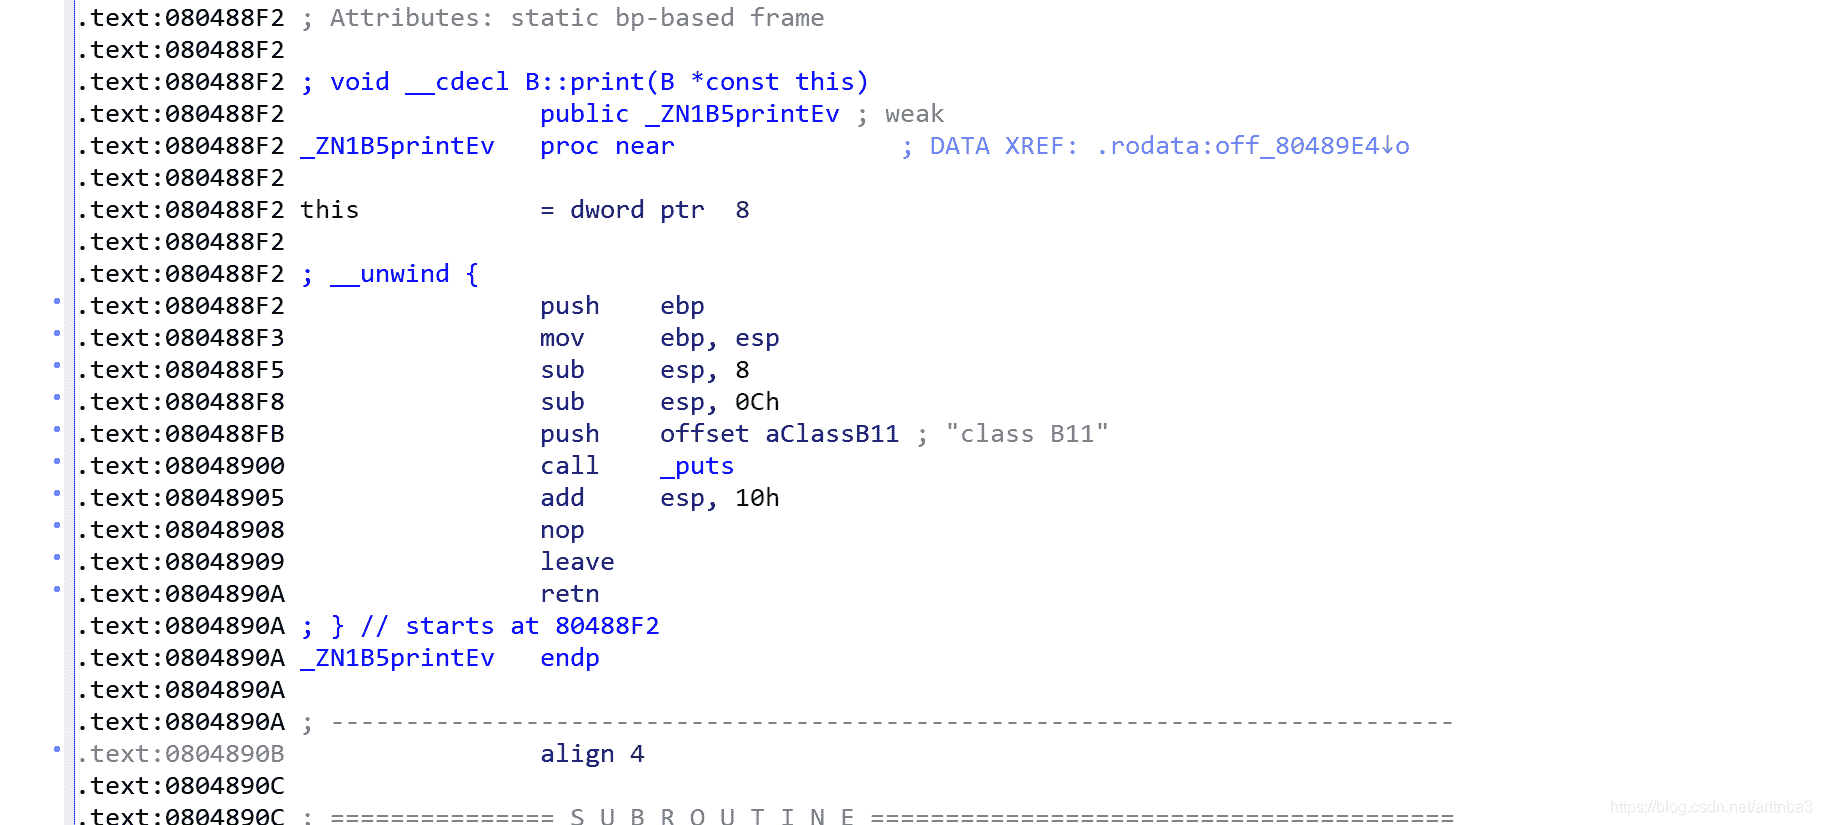 .text:080488F2 ; Attributes: static bp-based frame
.text:080488F2
.text:080488F2 ; void __cdecl B::print(B *const this)
.text:080488F2                 public _ZN1B5printEv ; weak
.text:080488F2 _ZN1B5printEv   proc near               ; DATA XREF: .rodata:off_80489E4↓o
.text:080488F2
.text:080488F2 this            = dword ptr  8
.text:080488F2
.text:080488F2 ; __unwind {
.text:080488F2                 push    ebp
.text:080488F3                 mov     ebp, esp
.text:080488F5                 sub     esp, 8
.text:080488F8                 sub     esp, 0Ch
.text:080488FB                 push    offset aClassB11 ; "class B11"
.text:08048900                 call    _puts
.text:08048905                 add     esp, 10h
.text:08048908                 nop
.text:08048909                 leave
.text:0804890A                 retn
.text:0804890A ; } // starts at 80488F2
.text:0804890A _ZN1B5printEv   endp
.text:0804890A
.text:0804890A ; ---------------------------------------------------------------------------
.text:0804890B                 align 4
.text:0804890C
.text:0804890C ; =============== S U B R O U T I N E =======================================
https://blog.csdn.net/arttnba3